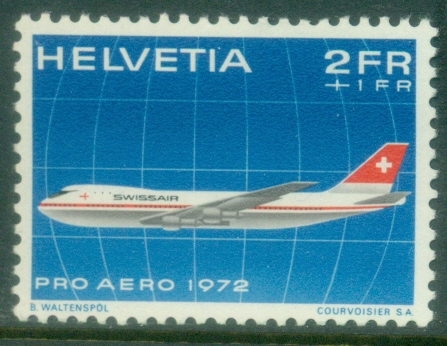 HELVETIA 2FR
+1FR
SWISSAIR
PRO AERO 1972
B. WALTENSPÜL COURVOISIER S.A.